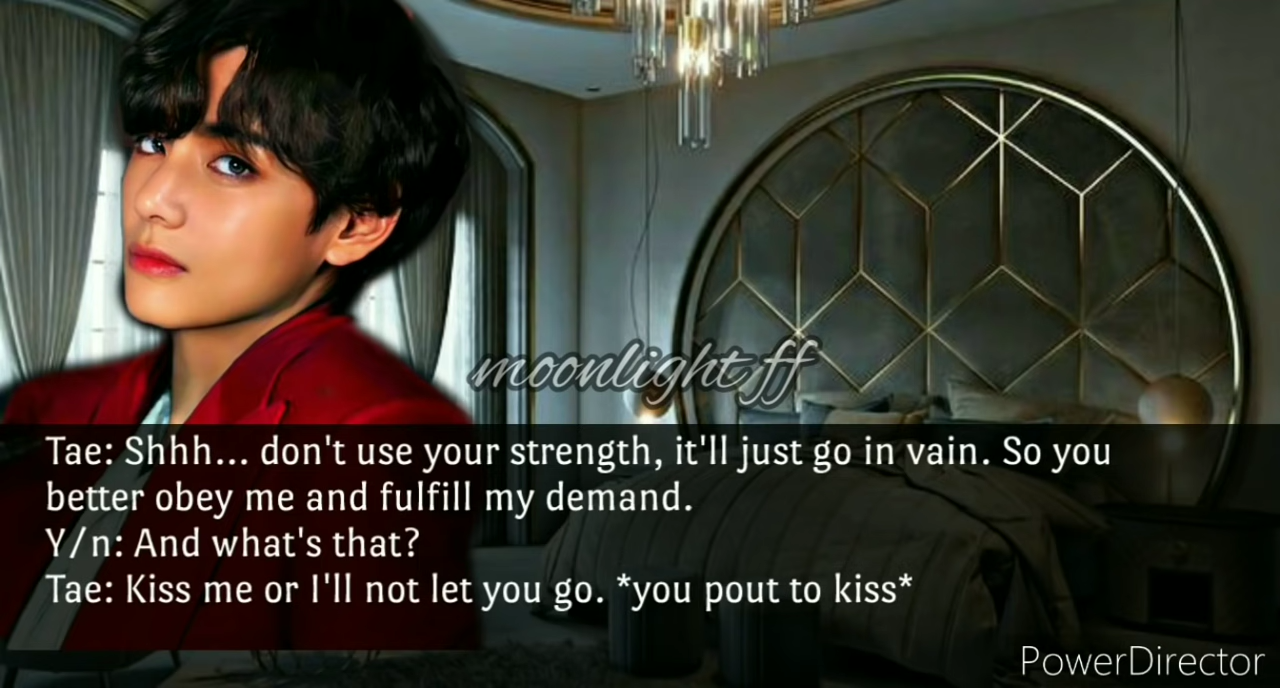 moonlight ff
Tae: Shhh... don't use your strength, it'll just go in vain. So you
better obey me and fulfill my demand.
Y/n: And what's that?
Tae: Kiss me or I'll not let you go. *you pout to kiss*
PowerDirector